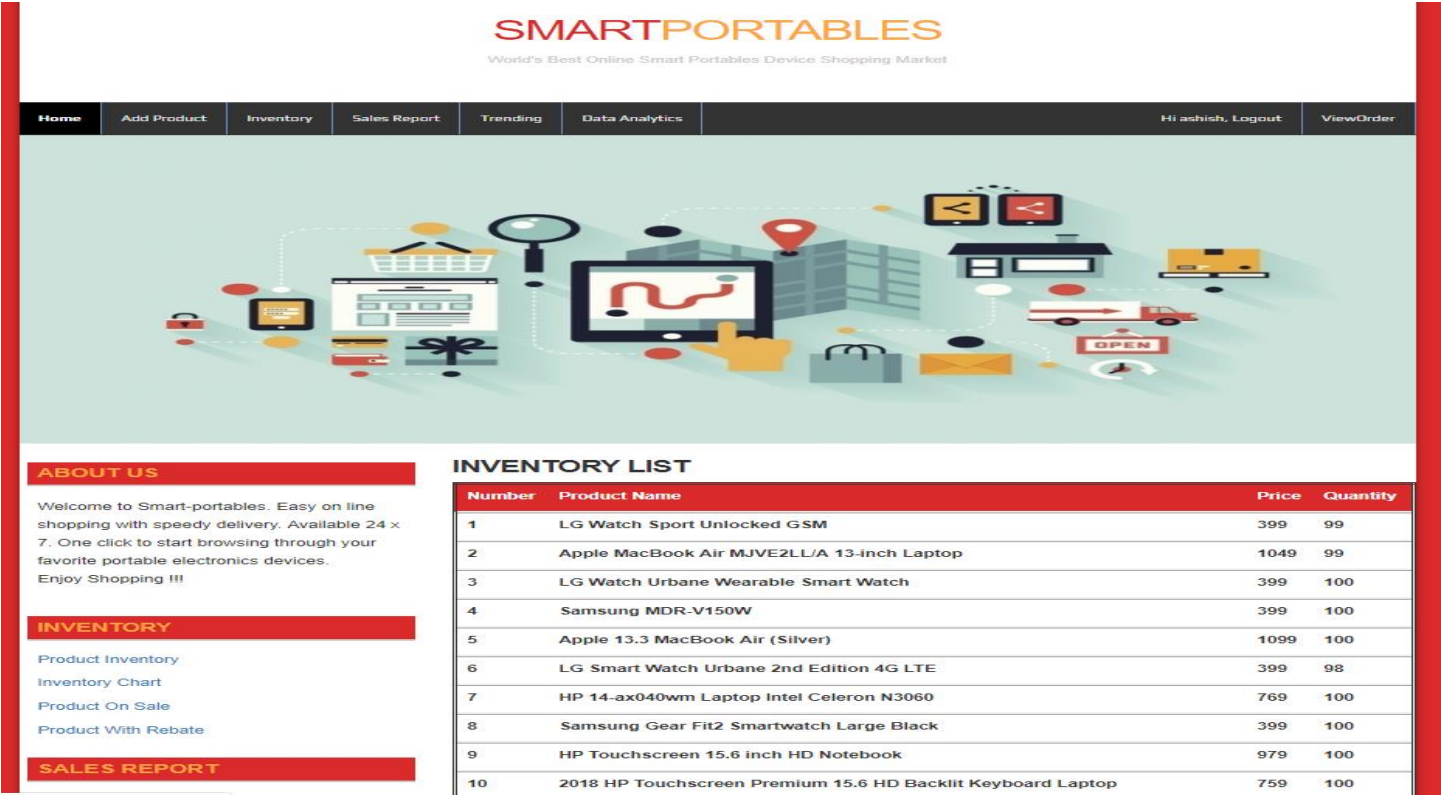 SMARTPORTABLES
World's Best Online Smart Portables Device Shopping Market
Home Add Product Inventory Sales Report Trending Data Analytics Hi ashish, Logout ViewOrder
OPEN
ABOUT US
Welcome to Smart-portables. Easy on line
shopping with speedy delivery. Available 24 x
7. One click to start browsing through your
favorite portable electronics devices.
Enjoy Shopping !!!
INVENTORY
Product Inventory
Inventory Chart
Product On Sale
Product With Rebate
SALES REPORT
INVENTORY LIST
Number Product Name Price Quantity
1 LG Watch Sport Unlocked GSM 399 99
2 Apple MacBook Air MJVE2LL/A 13-inch Laptop 1049 99
3 LG Watch Urbane Wearable Smart Watch 399 100
4 Samsung MDR-V150W 399 100
5 Apple 13.3 MacBook Air (Silver) 1099 100
6 LG Smart Watch Urbane 2nd Edition 4G LTE 399 98
7 HP 14-ax040wm Laptop Intel Celeron N3060 769 100
8 Samsung Gear Fit2 Smartwatch Large Black 399 100
9 HP Touchscreen 15.6 inch HD Notebook 979 100
10 2018 HP Touchscreen Premium 15.6 HD Backlit Keyboard Laptop 759 100